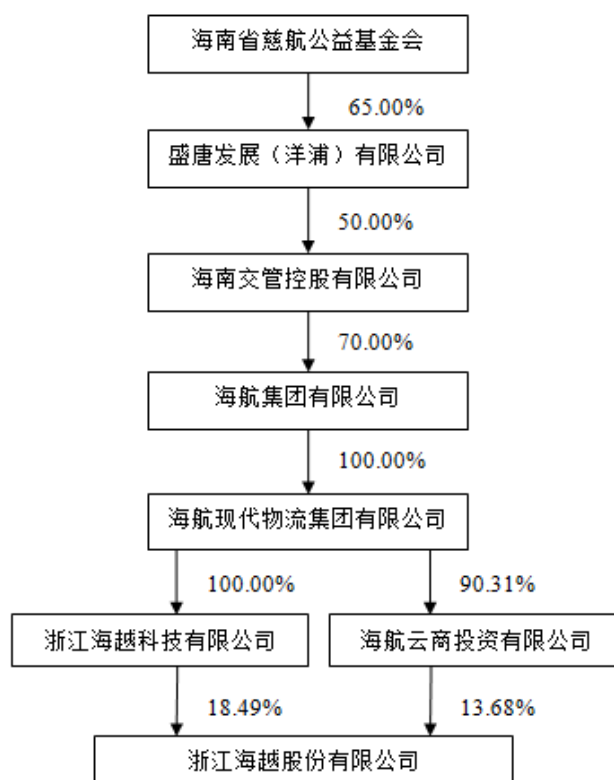 海南省慈航公益基金会
65.00%
盛唐发展（洋浦）有限公司
50.00%
海南交管控股有限公司
70.00%
海航集团有限公司
100.00%
海航现代物流集团有限公司
100.00%
90.31%
浙江海越科技有限公司
海航云商投资有限公司
18.49%
13.68%
浙江海越股份有限公司